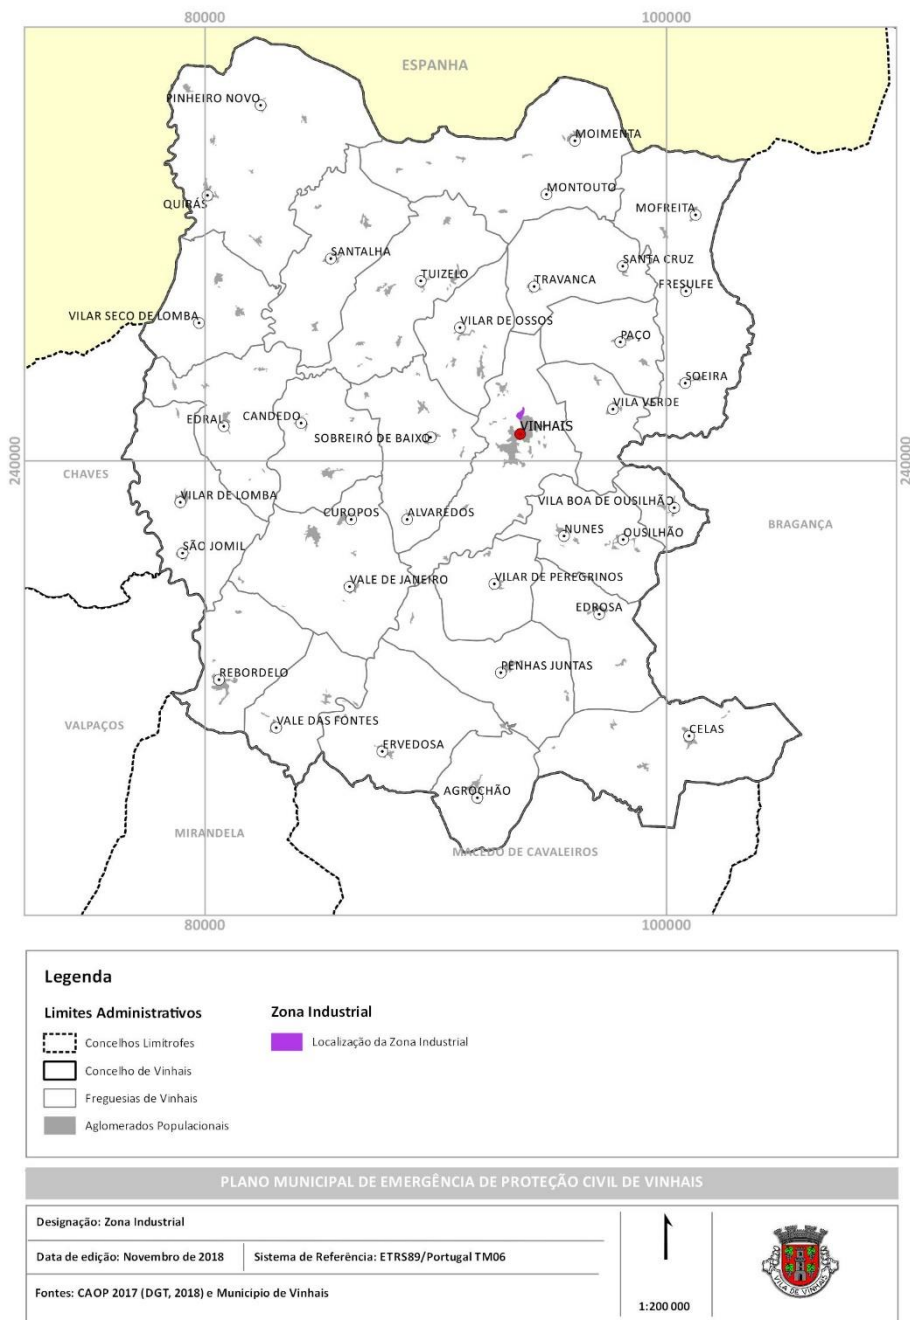 80000 100000
ESPANHA
PINHEIRO NOVO
MOIMENTA
MONTOUTO
QUIRÁS
MOFREITA
SANTALHA
SANTA CRUZ
TUIZELO
TRAVANCA
FRESULFE
VILAR SECO DE LOMBA
VILAR DE OSSOS
PAÇO
SOEIRA
VILA VERDE
EDRAL
CANDEDO
VINHAIS
SOBREIRÓ DE BAIXO
240000 240000
CHAVES
VILAR DE LOMBA
VILA BOA DE OUSILHÃO
CUROPOS
ALVAREDOS
BRAGANÇA
NUNES
OUSILHÃO
SÃO JOMIL
VALE DE JANEIRO
VILAR DE PEREGRINOS
EDROSA
PENHAS JUNTAS
REBORDELO
VALPAÇOS
VALE DAS FONTES
CELAS
ERVEDOSA
AGROCHÃO
MIRANDELA
MACEDO DE CAVALEIROS
80000 100000
Legenda
Limites Administrativos
Concelhos Limítrofes
Concelho de Vinhais
Freguesias de Vinhais
Aglomerados Populacionais
Zona Industrial
Localização da Zona Industrial
PLANO MUNICIPAL DE EMERGÊNCIA DE PROTEÇÃO CIVIL DE VINHAIS
Designação: Zona Industrial
Data de edição: Novembro de 2018 Sistema de Referência: ETRS89/Portugal TM06
Fontes: CAOP 2017 (DGT, 2018) e Município de Vinhais
1:200 000
VILA DE VINHAIS